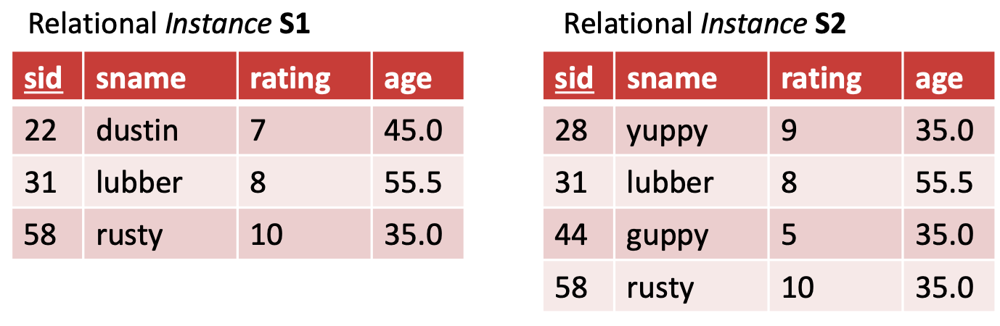 Relational Instance S1
sid sname rating age
22 dustin 7 45.0
31 lubber 8 55.5
58 rusty 10 35.0
Relational Instance S2
sid sname rating age
28 yuppy 9 35.0
31 lubber 8 55.5
44 guppy 5 35.0
58 rusty 10 35.0